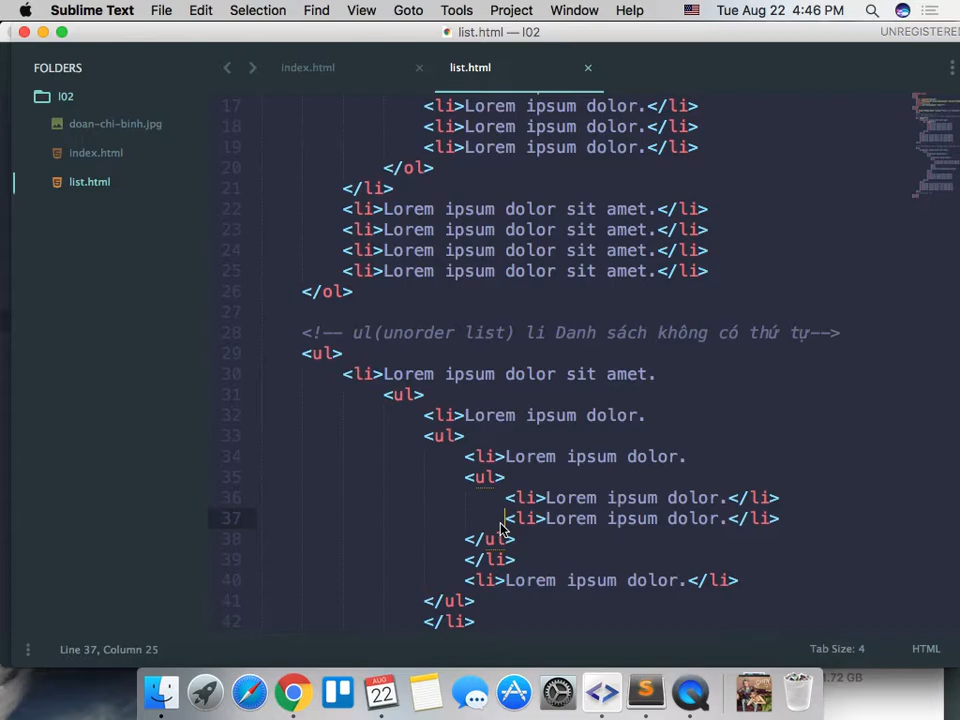 Sublime Text File Edit Selection Find View Goto Tools Project Window Help Tue Aug 22 4:46 PM
list.html — l02 UNREGISTERED
FOLDERS
l02
doan-chi-binh.jpg
index.html
list.html
index.html × list.html ×
17 <li>Lorem ipsum dolor.</li>
18 <li>Lorem ipsum dolor.</li>
19 <li>Lorem ipsum dolor.</li>
20 </ol>
21 </li>
22 <li>Lorem ipsum dolor sit amet.</li>
23 <li>Lorem ipsum dolor sit amet.</li>
24 <li>Lorem ipsum dolor sit amet.</li>
25 <li>Lorem ipsum dolor sit amet.</li>
26 </ol>
27
28 <!-- ul(unorder list) li Danh sách không có thứ tự-->
29 <ul>
30 <li>Lorem ipsum dolor sit amet.
31 <ul>
32 <li>Lorem ipsum dolor.
33 <ul>
34 <li>Lorem ipsum dolor.
35 <ul>
36 <li>Lorem ipsum dolor.</li>
37 <li>Lorem ipsum dolor.</li>
38 </ul>
39 </li>
40 <li>Lorem ipsum dolor.</li>
41 </ul>
42 </li>
Line 37, Column 25 Tab Size: 4 HTML
AUG
22
1.72 GB